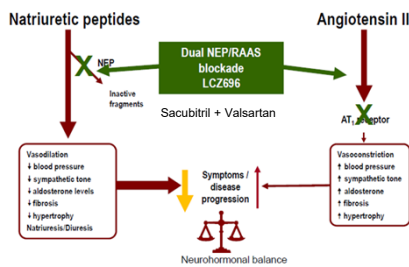 Natriuretic peptides
Angiotensin II
NEP
Inactive
fragments
Dual NEP/RAAS
blockade
LCZ696
Sacubitril + Valsartan
AT₁ receptor
Vasodilation
↓ blood pressure
↓ sympathetic tone
↓ aldosterone levels
↓ fibrosis
↓ hypertrophy
Natriuresis/Diuresis
Symptoms /
disease
progression
Vasoconstriction
↑ blood pressure
↑ sympathetic tone
↑ aldosterone
↑ fibrosis
↑ hypertrophy
Neurohormonal balance